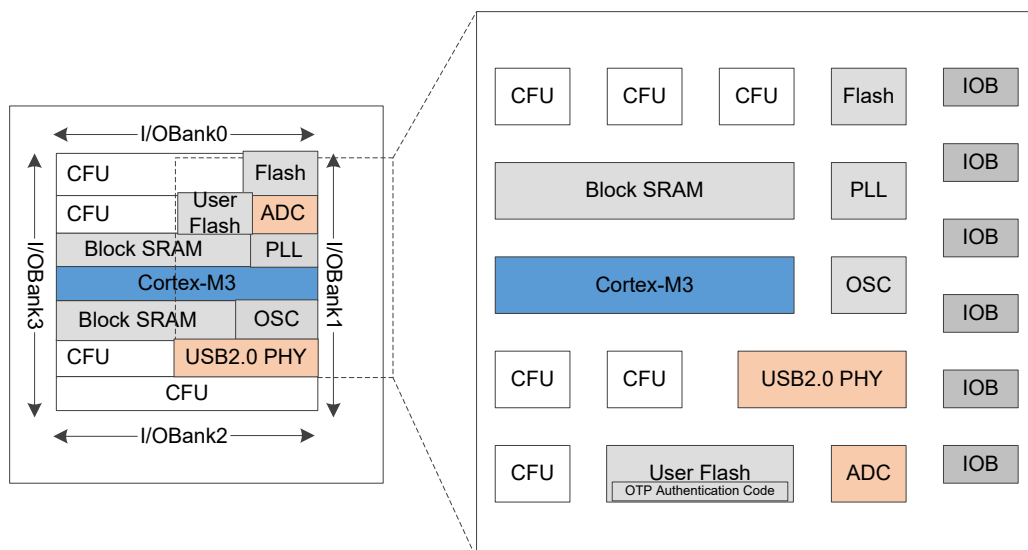 I/OBank0
I/OBank3
I/OBank1
CFU
Flash
CFU
User
Flash
ADC
Block SRAM
PLL
Cortex-M3
Block SRAM
OSC
CFU
USB2.0 PHY
CFU
I/OBank2
CFU
CFU
CFU
Flash
IOB
Block SRAM
PLL
IOB
IOB
Cortex-M3
OSC
IOB
CFU
CFU
USB2.0 PHY
IOB
CFU
User Flash
OTP Authentication Code
ADC
IOB